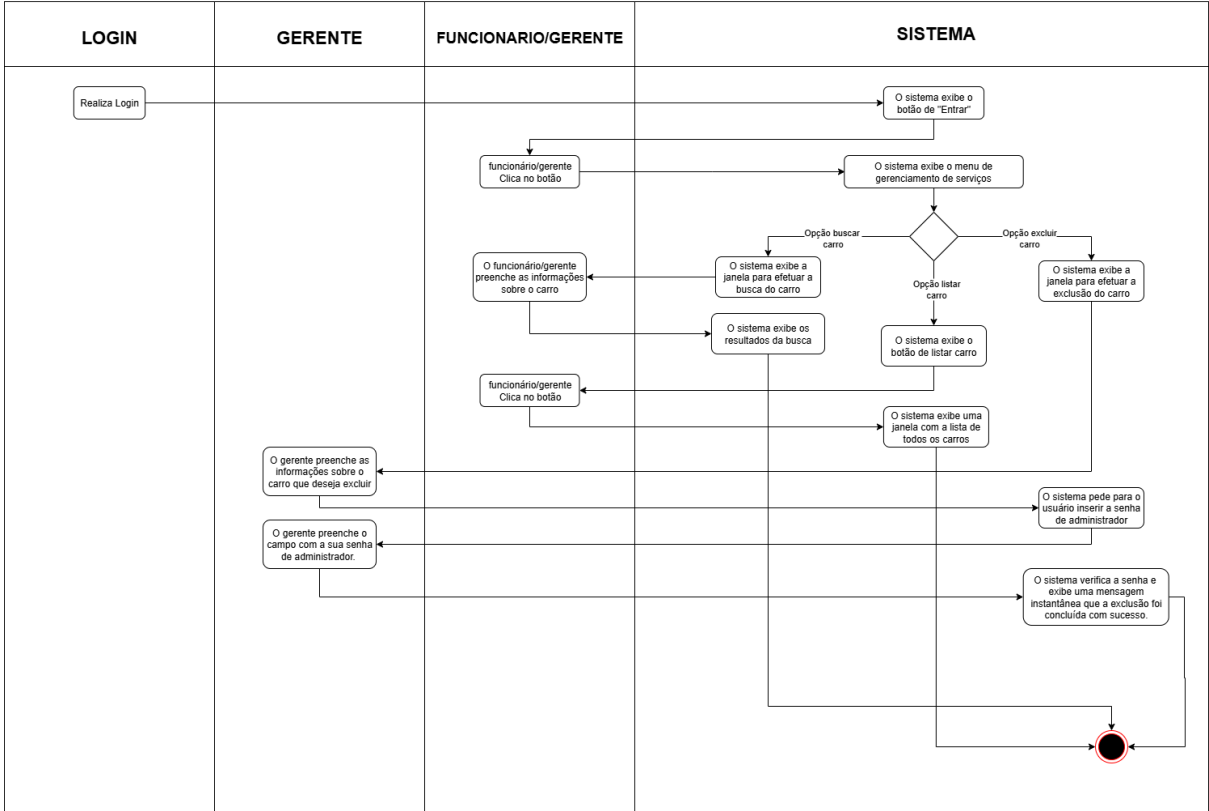 LOGIN
GERENTE
FUNCIONARIO/GERENTE
SISTEMA
Realiza Login
O sistema exibe o
botão de "Entrar"
funcionário/gerente
Clica no botão
O sistema exibe o menu de
gerenciamento de serviços
Opção buscar
carro
Opção excluir
carro
Opção listar
carro
O funcionário/gerente
preenche as informações
sobre o carro
O sistema exibe a
janela para efetuar a
busca do carro
O sistema exibe a
janela para efetuar a
exclusão do carro
O sistema exibe os
resultados da busca
O sistema exibe o
botão de listar carro
funcionário/gerente
Clica no botão
O sistema exibe uma
janela com a lista de
todos os carros
O gerente preenche as
informações sobre o
carro que deseja excluir
O sistema pede para o
usuário inserir a senha
de administrador
O gerente preenche o
campo com a sua senha
de administrador.
O sistema verifica a senha e
exibe uma mensagem
instantânea que a exclusão foi
concluída com sucesso.